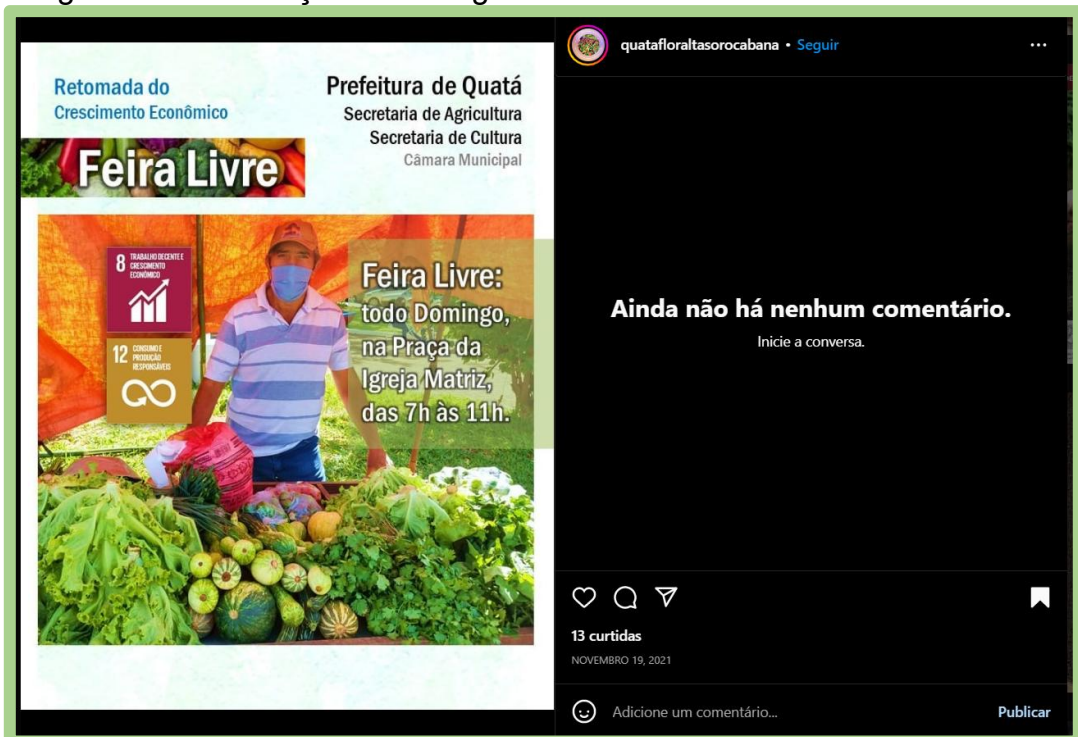 quatafloraltasorocabana • Seguir
Retomada do
Crescimento Econômico
Feira Livre
Prefeitura de Quatá
Secretaria de Agricultura
Secretaria de Cultura
Câmara Municipal
8 TRABALHO DECENTE E
CRESCIMENTO
ECONÔMICO
12 CONSUMO E
PRODUÇÃO
RESPONSÁVEIS
Feira Livre:
todo Domingo,
na Praça da
Igreja Matriz,
das 7h às 11h.
Ainda não há nenhum comentário.
Inicie a conversa.
13 curtidas
NOVEMBRO 19, 2021
Adicione um comentário...
Publicar